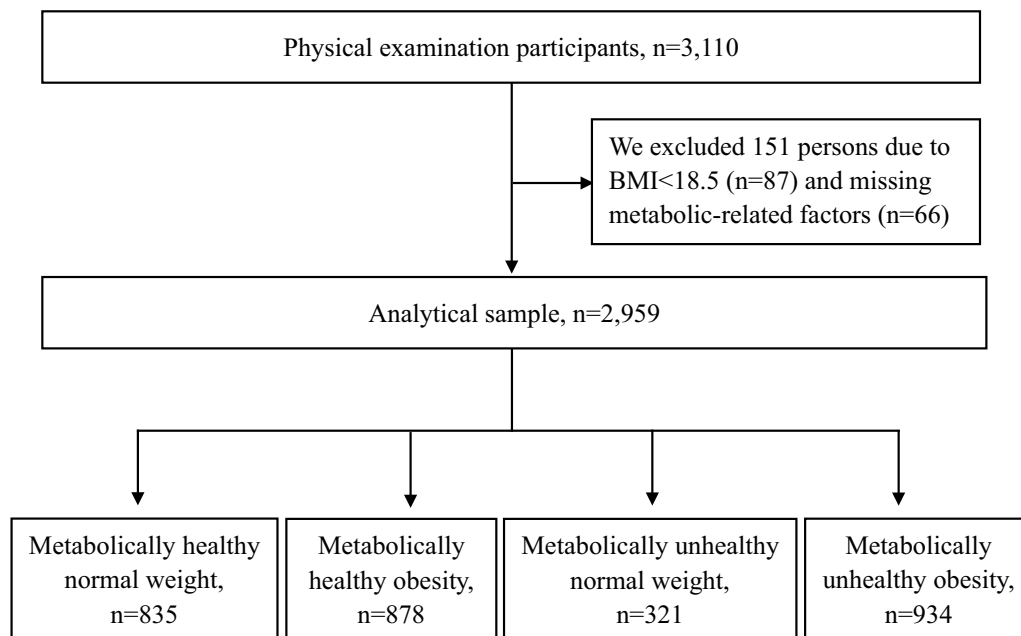 Physical examination participants, n=3,110
We excluded 151 persons due to
BMI<18.5 (n=87) and missing
metabolic-related factors (n=66)
Analytical sample, n=2,959
Metabolically healthy
normal weight,
n=835
Metabolically
healthy obesity,
n=878
Metabolically unhealthy
normal weight,
n=321
Metabolically
unhealthy obesity,
n=934